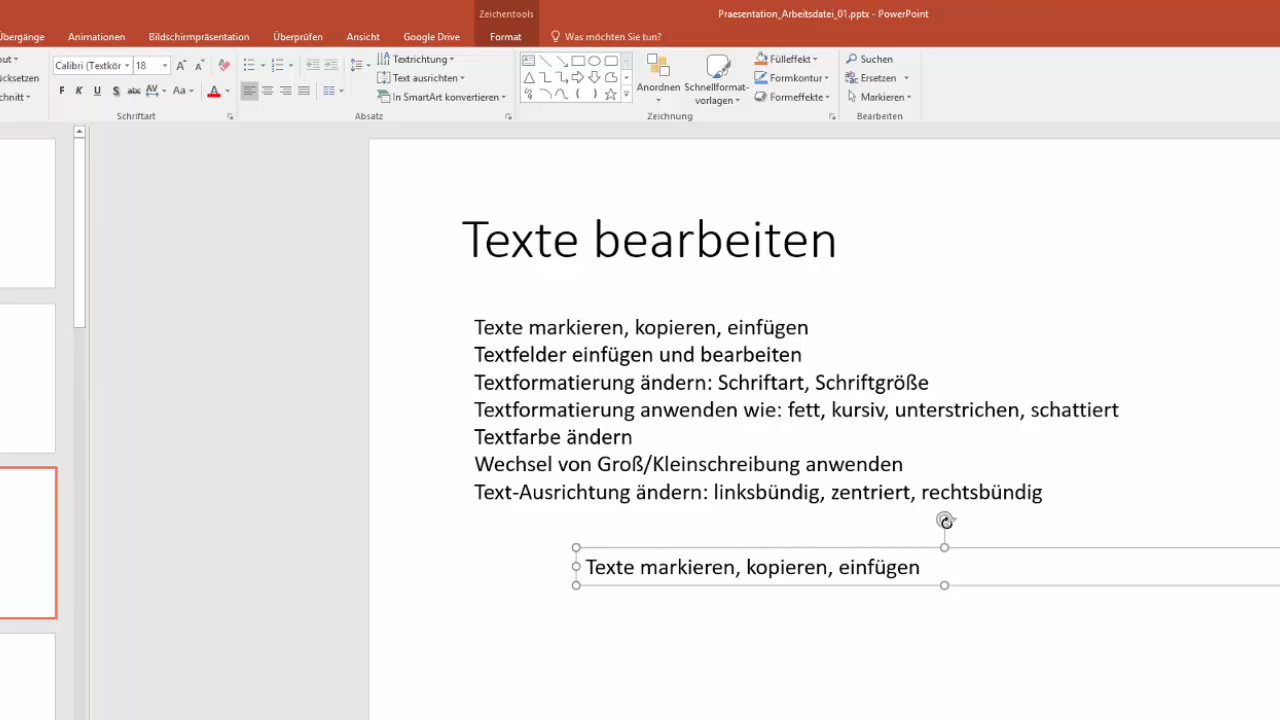 Zeichentools
Praesentation_Arbeitsdatei_01.pptx - PowerPoint
Übergänge Animationen Bildschirmpräsentation Überprüfen Ansicht Google Drive Format Was möchten Sie tun?
Calibri (Textkör 18 Textrichtung Fülleffekt Suchen
cksetzen Text ausrichten Anordnen Schnellformat- Formkontur Ersetzen
chnitt F K U S abc AV Aa A In SmartArt konvertieren vorlagen Formeffekte Markieren
Schriftart Absatz Zeichnung Bearbeiten
Texte bearbeiten
Texte markieren, kopieren, einfügen
Textfelder einfügen und bearbeiten
Textformatierung ändern: Schriftart, Schriftgröße
Textformatierung anwenden wie: fett, kursiv, unterstrichen, schattiert
Textfarbe ändern
Wechsel von Groß/Kleinschreibung anwenden
Text-Ausrichtung ändern: linksbündig, zentriert, rechtsbündig
Texte markieren, kopieren, einfügen